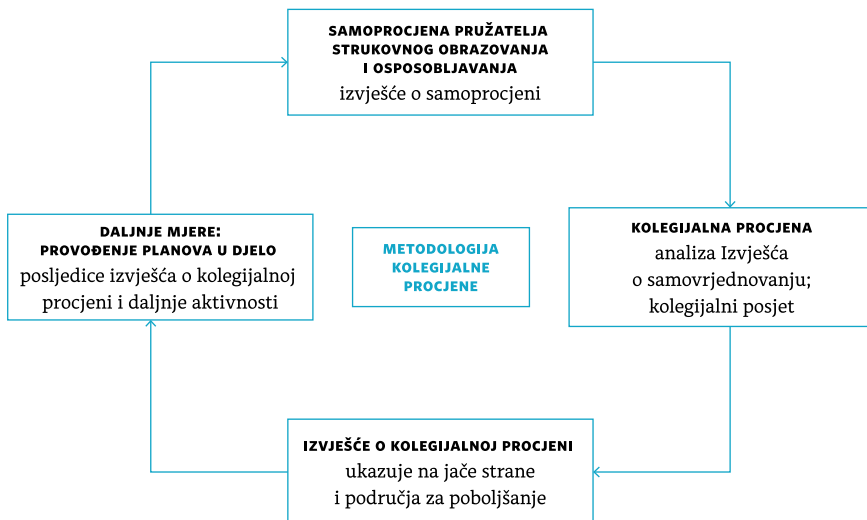 SAMOPROCJENA PRUŽATELJA
STRUKOVNOG OBRAZOVANJA
I OSPOSOBLJAVANJA
izvješće o samoprocjeni
KOLEGIJALNA PROCJENA
analiza Izvješća
o samovrjednovanju;
kolegijalni posjet
IZVJEŠĆE O KOLEGIJALNOJ PROCJENI
ukazuje na jače strane
i područja za poboljšanje
DALJNJE MJERE:
PROVOĐENJE PLANOVA U DJELO
posljedice izvješća o kolegijalnoj
procjeni i daljnje aktivnosti
METODOLOGIJA
KOLEGIJALNE
PROCJENE